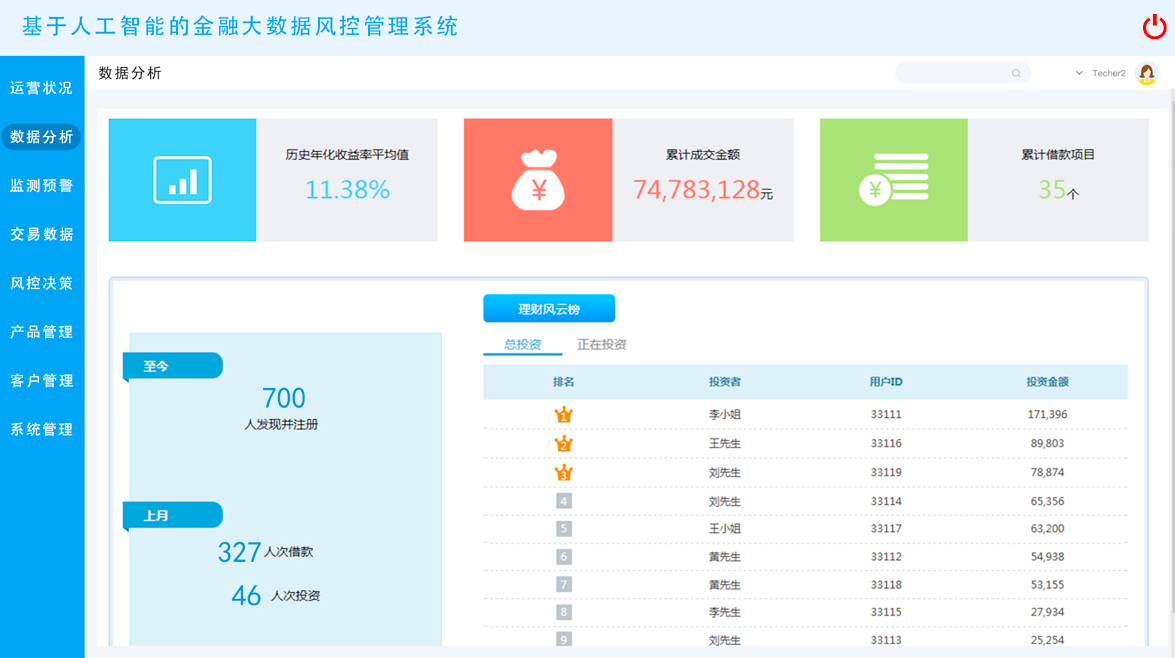 基于人工智能的金融大数据风控管理系统
运营状况
数据分析
监测预警
交易数据
风控决策
产品管理
客户管理
系统管理
数据分析
Techer2
历史年化收益率平均值
11.38%
¥
累计成交金额
74,783,128元
¥
累计借款项目
35个
至今
700
人发现并注册
上月
327人次借款
46 人次投资
理财风云榜
总投资 正在投资
排名 投资者 用户ID 投资金额
1 李小姐 33111 171,396
2 王先生 33116 89,803
3 刘先生 33119 78,874
4 刘先生 33114 65,356
5 王小姐 33117 63,200
6 黄先生 33112 54,938
7 黄先生 33118 53,155
8 李先生 33115 27,934
9 刘先生 33113 25,254